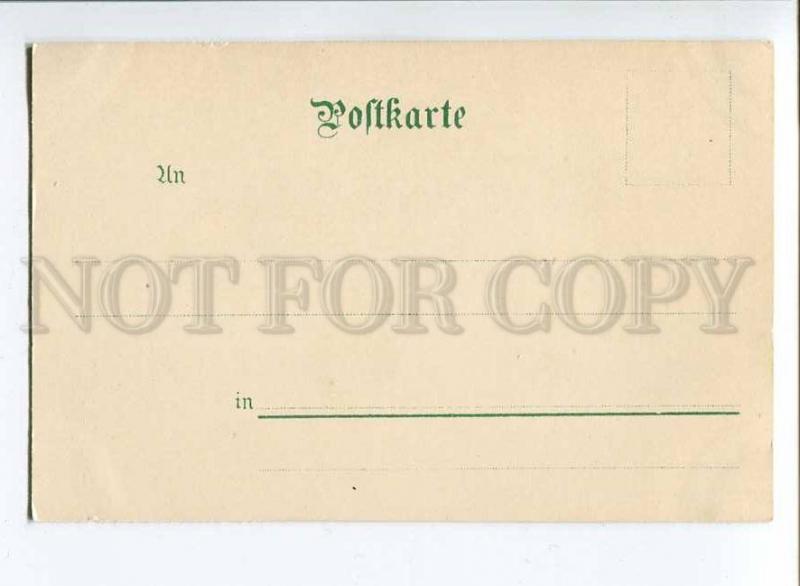 Postkarte
An
NOT FOR COPY
in